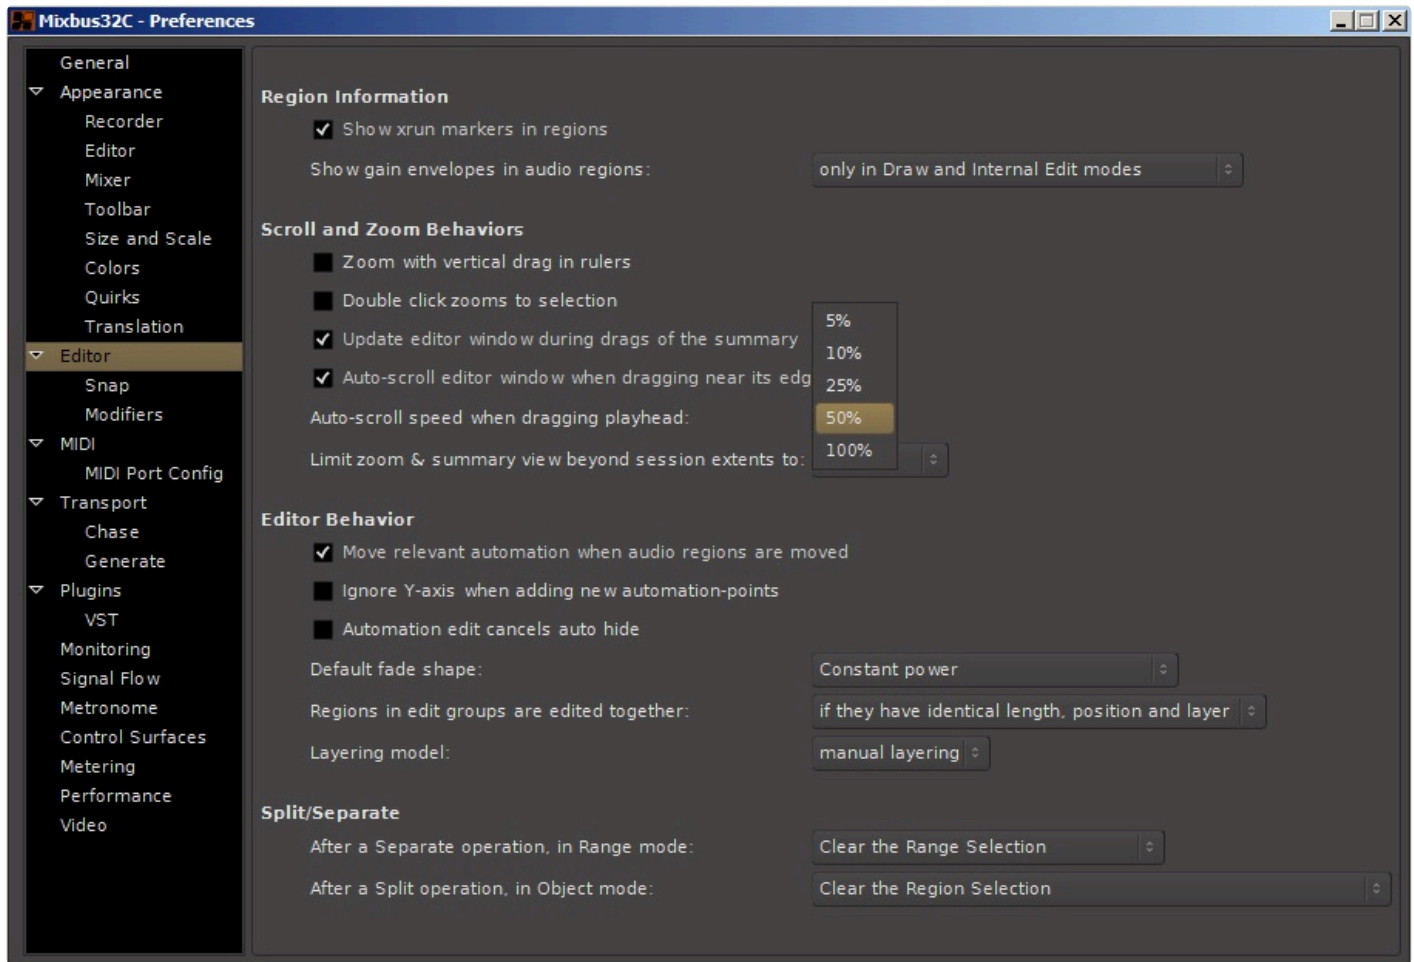 Mixbus32C - Preferences
General
Appearance
Recorder
Editor
Mixer
Toolbar
Size and Scale
Colors
Quirks
Translation
Editor
Snap
Modifiers
MIDI
MIDI Port Config
Transport
Chase
Generate
Plugins
VST
Monitoring
Signal Flow
Metronome
Control Surfaces
Metering
Performance
Video
Region Information
Show xrun markers in regions
Show gain envelopes in audio regions: only in Draw and Internal Edit modes
Scroll and Zoom Behaviors
Zoom with vertical drag in rulers
Double click zooms to selection
Update editor window during drags of the summary
Auto-scroll editor window when dragging near its edg
Auto-scroll speed when dragging playhead:
5%
10%
25%
50%
100%
Limit zoom & summary view beyond session extents to:
Editor Behavior
Move relevant automation when audio regions are moved
Ignore Y-axis when adding new automation-points
Automation edit cancels auto hide
Default fade shape: Constant power
Regions in edit groups are edited together: if they have identical length, position and layer
Layering model: manual layering
Split/Separate
After a Separate operation, in Range mode: Clear the Range Selection
After a Split operation, in Object mode: Clear the Region Selection